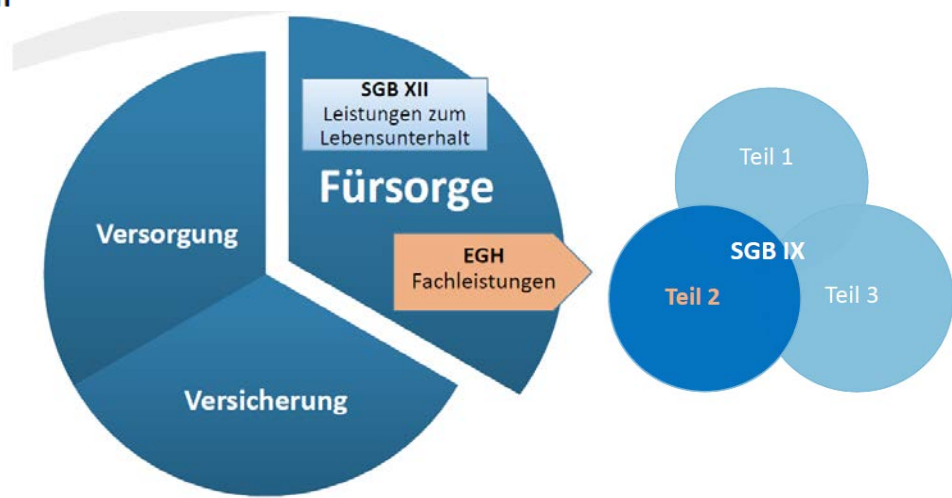 SGB XII
Leistungen zum
Lebensunterhalt
Fürsorge
Versorgung
EGH
Fachleistungen
Versicherung
Teil 1
SGB IX
Teil 2
Teil 3